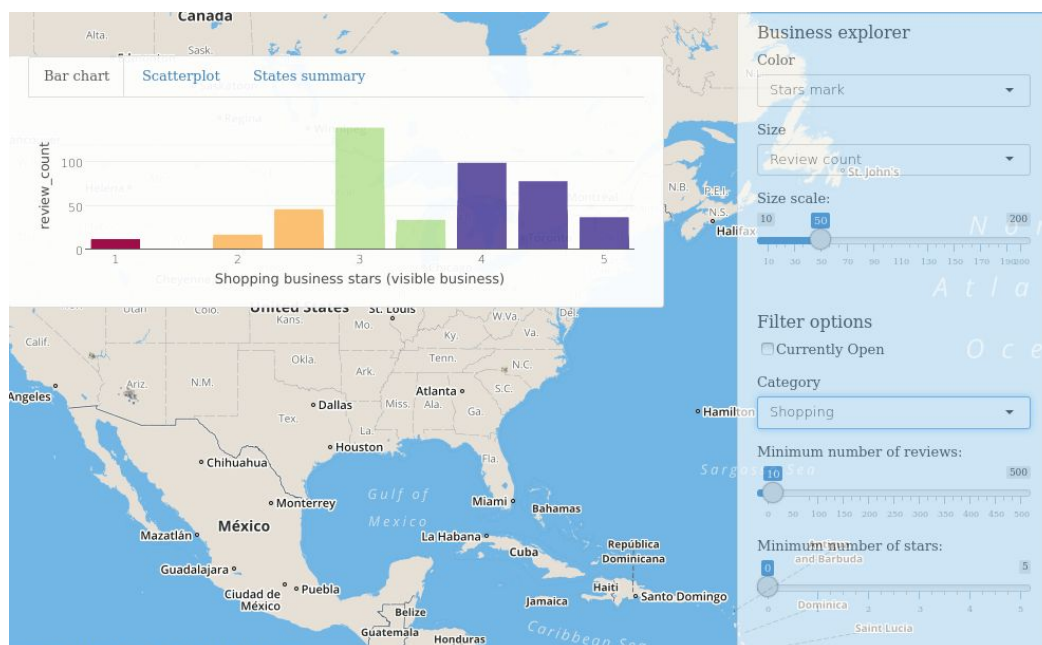 Canada
Alta.
Sask.
Bar chart
Scatterplot
States summary
review_count
100
50
0
1
2
3
4
5
Shopping business stars (visible business)
Utah
Colo.
United States
Kans.
Mo.
St. Louis
W.Va.
Del.
Ky.
Va.
Calif.
Okla.
Tenn.
N.C.
Ark.
Ariz.
N.M.
Atlanta
S.C.
Angeles
Dallas
Miss.
Ala.
Ga.
Tex.
La.
Houston
Fla.
Chihuahua
Gulf of
Mexico
Monterrey
Miami
Bahamas
México
Mazatlán
La Habana
Cuba
República
Dominicana
Guadalajara
Ciudad de
México
Puebla
Haiti
Jamaica
Santo Domingo
Belize
Guatemala
Honduras
Caribbean Sea
N.B.
P.E.I.
N.S.
Halifax
St. John's
Hamilton
Sargasso Sea
Business explorer
Color
Stars mark
Size
Review count
Size scale:
10
50
200
10
30
50
70
90
110
130
150
170
190
200
Filter options
Currently Open
Category
Shopping
Minimum number of reviews:
10
500
0
50
100
150
200
250
300
350
400
450
500
Minimum number of stars:
0
5
0
1
2
3
4
5
and Barbuda
Dominica
Saint Lucia